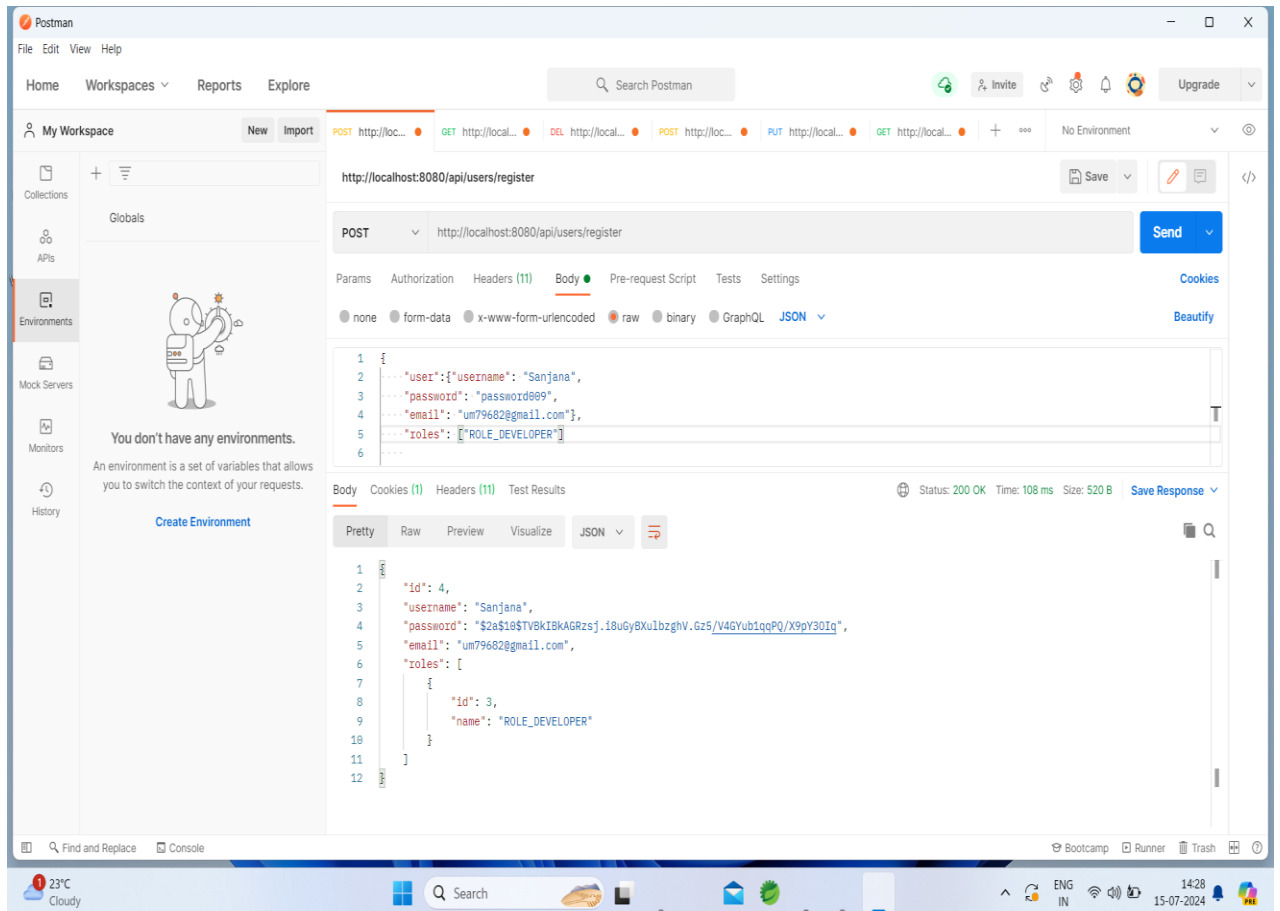 Postman
File Edit View Help
Home Workspaces Reports Explore
Search Postman
Invite
Upgrade
My Workspace
New Import
POST http://loc...
GET http://local...
DEL http://local...
POST http://loc...
PUT http://local...
GET http://local...
No Environment
Collections
APIs
Environments
Mock Servers
Monitors
History
Globals
You don't have any environments.
An environment is a set of variables that allows
you to switch the context of your requests.
Create Environment
http://localhost:8080/api/users/register
Save
POST http://localhost:8080/api/users/register
Send
Params Authorization Headers (11) Body Pre-request Script Tests Settings
Cookies
none form-data x-www-form-urlencoded raw binary GraphQL JSON
Beautify
1 {
2 "user":{"username": "Sanjana",
3 "password": "password009",
4 "email": "um79682@gmail.com"},
5 "roles": ["ROLE_DEVELOPER"]
6
Body Cookies (1) Headers (11) Test Results
Status: 200 OK Time: 108 ms Size: 520 B Save Response
Pretty Raw Preview Visualize JSON
1 {
2 "id": 4,
3 "username": "Sanjana",
4 "password": "$2a$10$TVBkIBkAGRzsj.i8uGyBXulbzghV.Gz5/V4GYub1qqPQ/X9pY3OIq",
5 "email": "um79682@gmail.com",
6 "roles": [
7 {
8 "id": 3,
9 "name": "ROLE_DEVELOPER"
10 }
11 ]
12 }
Find and Replace Console
Bootcamp Runner Trash
1
23°C
Cloudy
Search
ENG
IN
14:28
15-07-2024
PRE